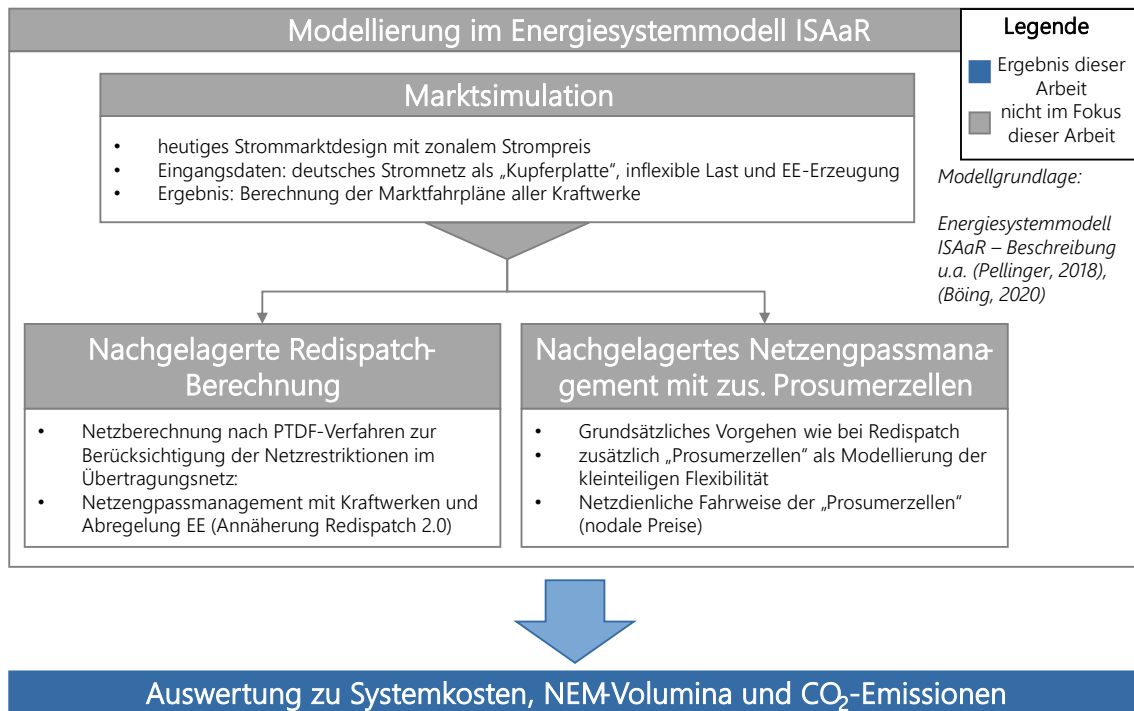 Modellierung im Energiesystemmodell ISAaR
Legende
Ergebnis dieser
Arbeit
nicht im Fokus
dieser Arbeit
Marktsimulation
• heutiges Strommarktdesign mit zonalem Strompreis
• Eingangsdaten: deutsches Stromnetz als „Kupferplatte“, inflexible Last und EE-Erzeugung
• Ergebnis: Berechnung der Marktfahrpläne aller Kraftwerke
Modellgrundlage:
Energiesystemmodell
ISAaR – Beschreibung
u.a. (Pellinger, 2018),
(Böing, 2020)
Nachgelagerte Redispatch-
Berechnung
• Netzberechnung nach PTDF-Verfahren zur
Berücksichtigung der Netzrestriktionen im
Übertragungsnetz:
• Netzengpassmanagement mit Kraftwerken und
Abregelung EE (Annäherung Redispatch 2.0)
Nachgelagertes Netzengpassmana-
gement mit zus. Prosumerzellen
• Grundsätzliches Vorgehen wie bei Redispatch
• zusätzlich „Prosumerzellen“ als Modellierung der
kleinteiligen Flexibilität
• Netzdienliche Fahrweise der „Prosumerzellen“
(nodale Preise)
Auswertung zu Systemkosten, NEM-Volumina und CO₂-Emissionen